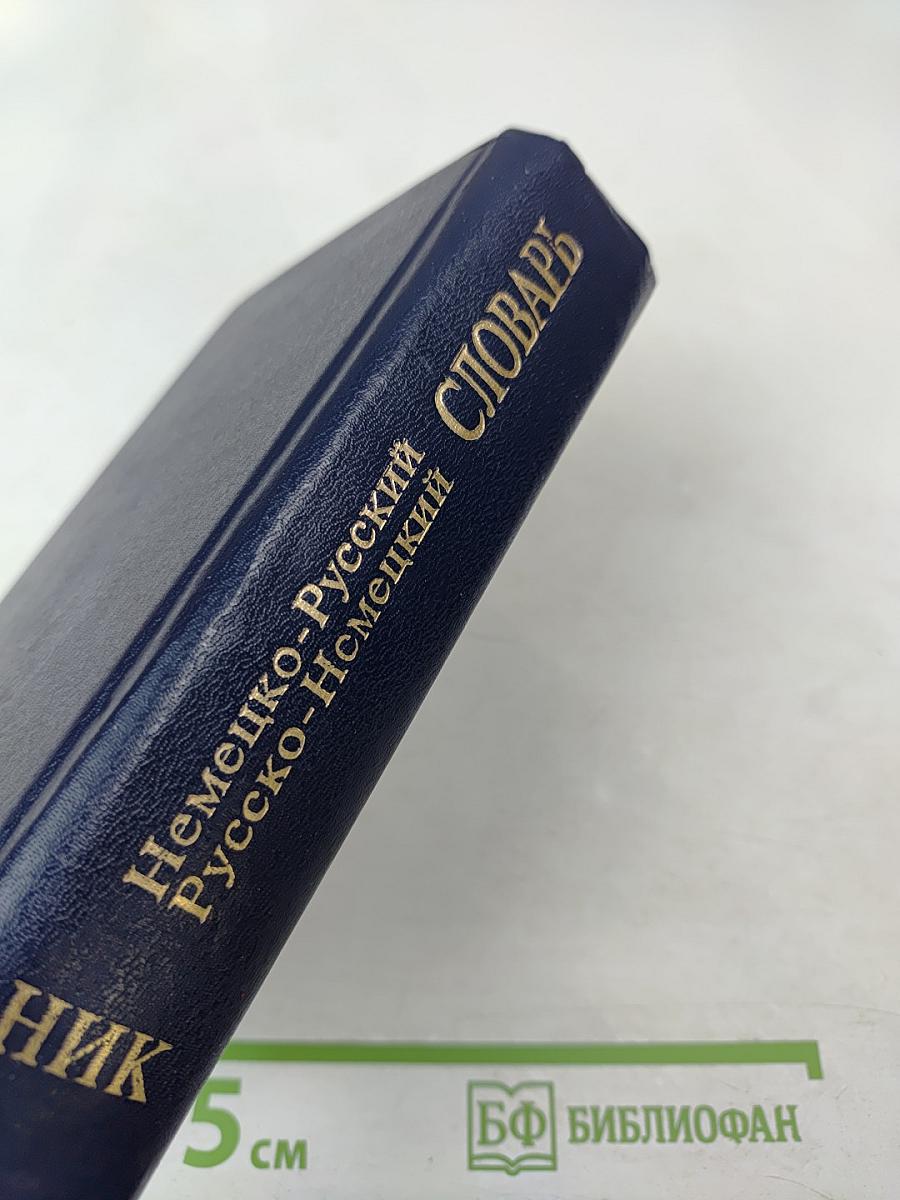 НИК
Немецко-Русский
Русско-Немецкий
СЛОВАРЬ
5 см
БФ БИБЛИОФАН